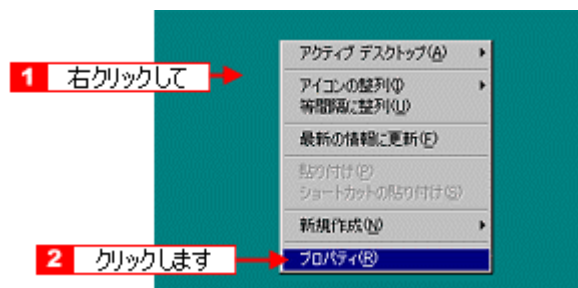 アクティブ デスクトップ(A)
1 右クリックして
アイコンの整列(I)
等間隔に整列(U)
最新の情報に更新(F)
貼り付け(P)
ショートカットの貼り付け(S)
新規作成(N)
2 クリックします
プロパティ(R)